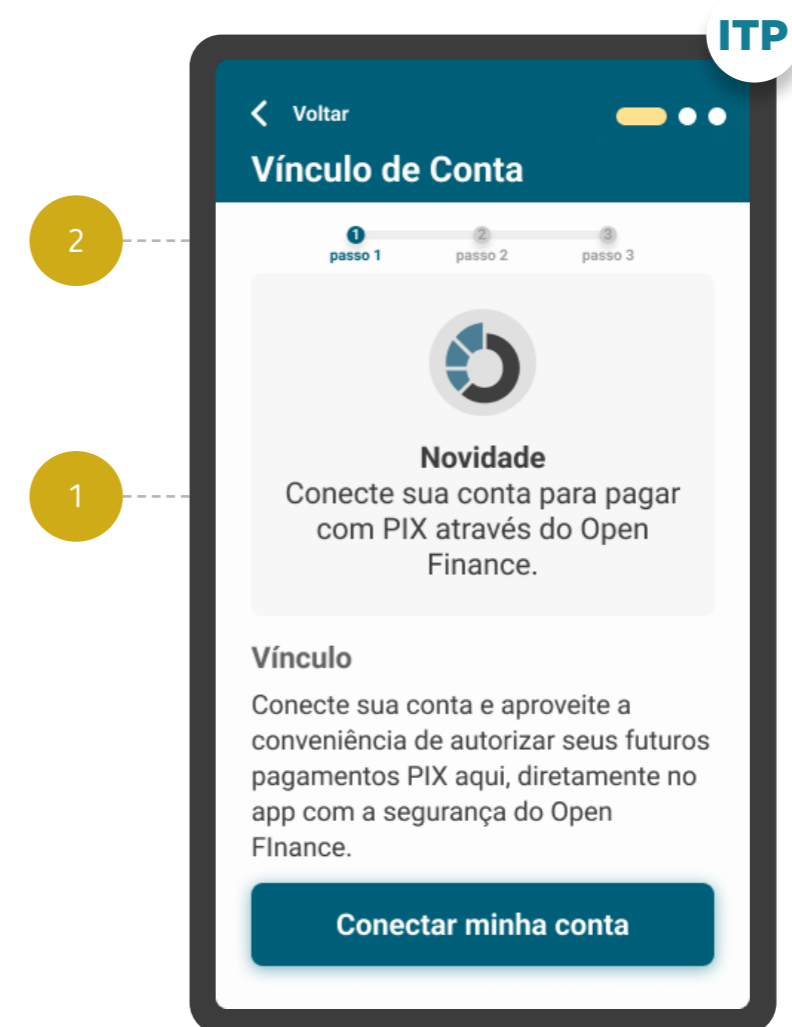 ITP
Voltar
Vínculo de Conta
2
1
2
3
passo 1
passo 2
passo 3
Novidade
1
Conecte sua conta para pagar
com PIX através do Open
Finance.
Vínculo
Conecte sua conta e aproveite a
conveniência de autorizar seus futuros
pagamentos PIX aqui, diretamente no
app com a segurança do Open
FInance.
Conectar minha conta